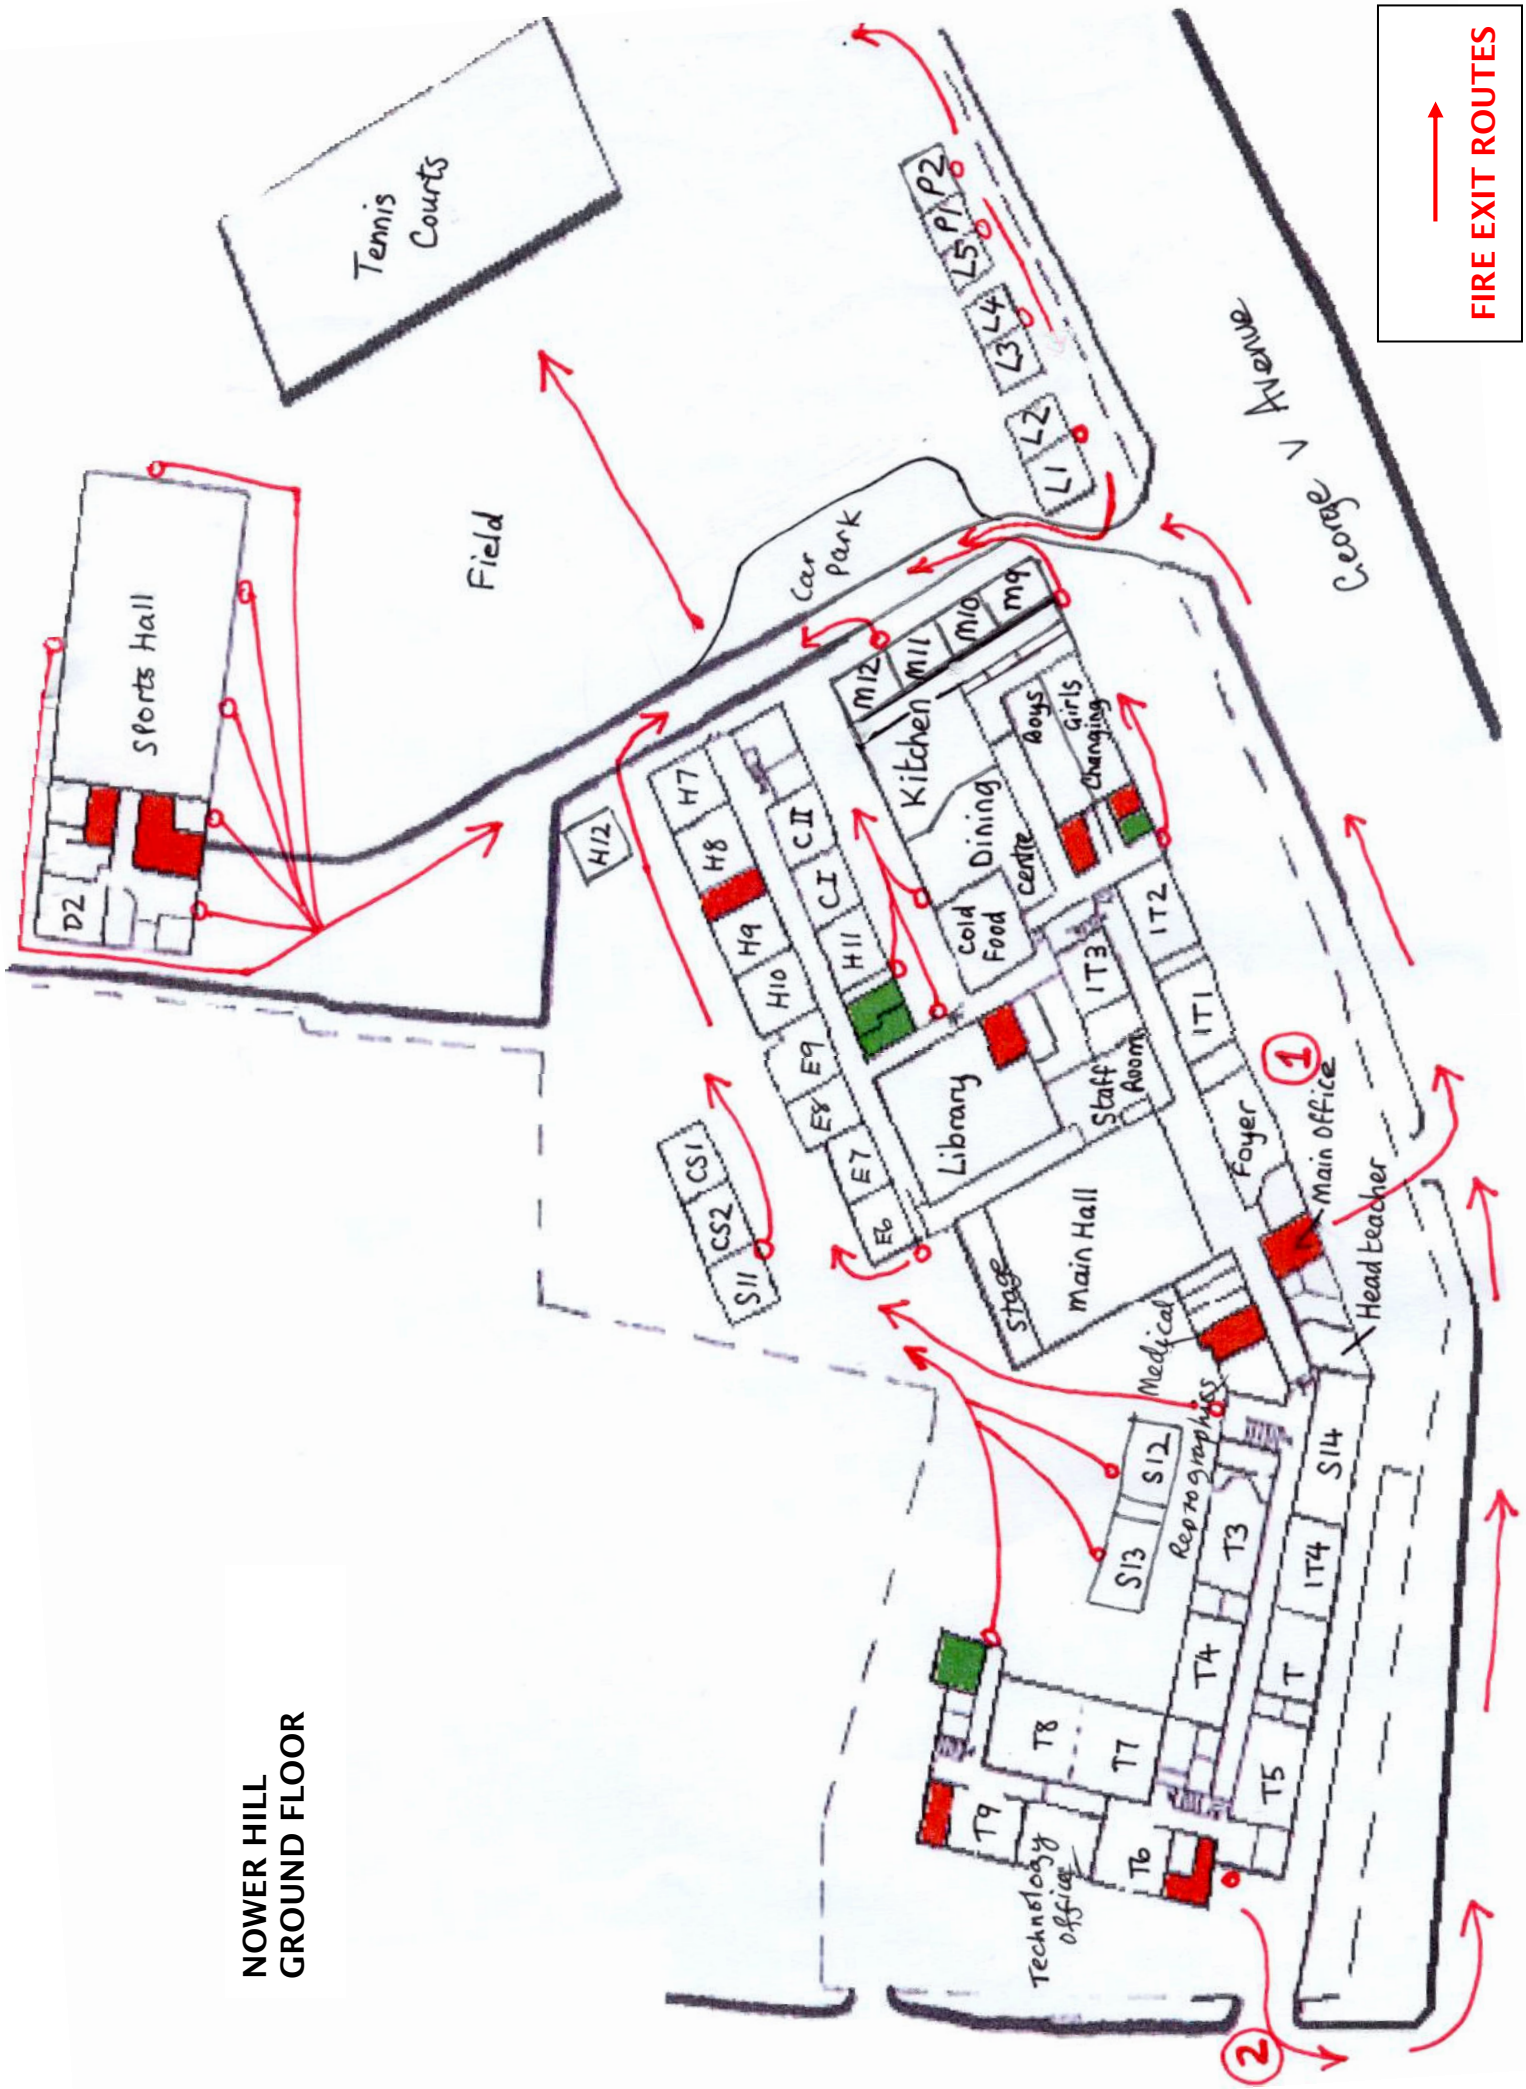 NOWER HILL
GROUND FLOOR
D2
Sports Hall
Tennis
Courts
Field
H12
Car
Park
H7
H8
H9
H10
E9
E8
E7
E6
CI
CII
H11
CS1
CS2
S11
M12
M11
M10
M9
Kitchen
Dining
Centre
Cold
Food
Boys
Girls
Changing
L1
L2
L3
L4
L5
P1
P2
Library
IT3
IT2
IT1
Staff
Room
Foyer
1
Main Office
Headteacher
Stage
Main Hall
Medical
Reprographics
S12
S13
S14
T3
IT4
T4
T
T5
T8
T7
T9
Technology
Office
T6
2
George V Avenue
FIRE EXIT ROUTES